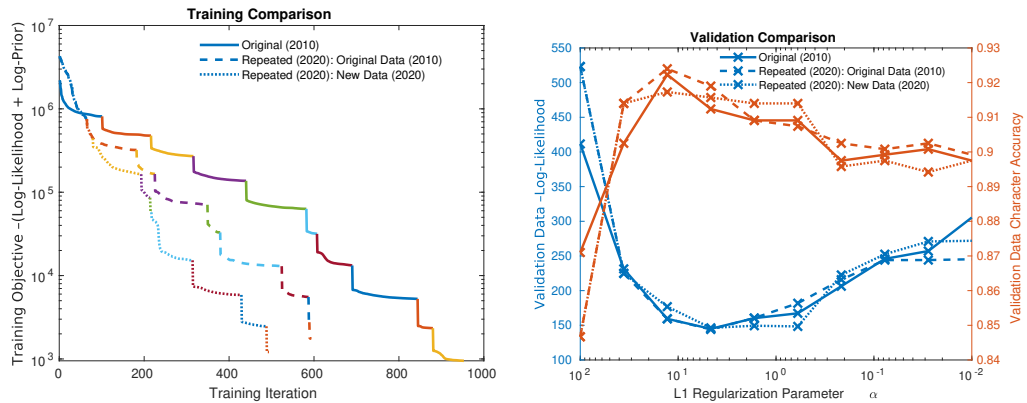 Training Comparison
Training Objective –(Log-Likelihood + Log-Prior)
10^7
10^6
10^5
10^4
10^3
Original (2010)
Repeated (2020): Original Data (2010)
Repeated (2020): New Data (2020)
0 200 400 600 800 1000
Training Iteration
Validation Comparison
Validation Data –Log-Likelihood
550
500
450
400
350
300
250
200
150
100
Original (2010)
Repeated (2020): Original Data (2010)
Repeated (2020): New Data (2020)
0.93
0.92
0.91
0.9
0.89
0.88
0.87
0.86
0.85
0.84
Validation Data Character Accuracy
10^2 10^1 10^0 10^-1 10^-2
L1 Regularization Parameter α